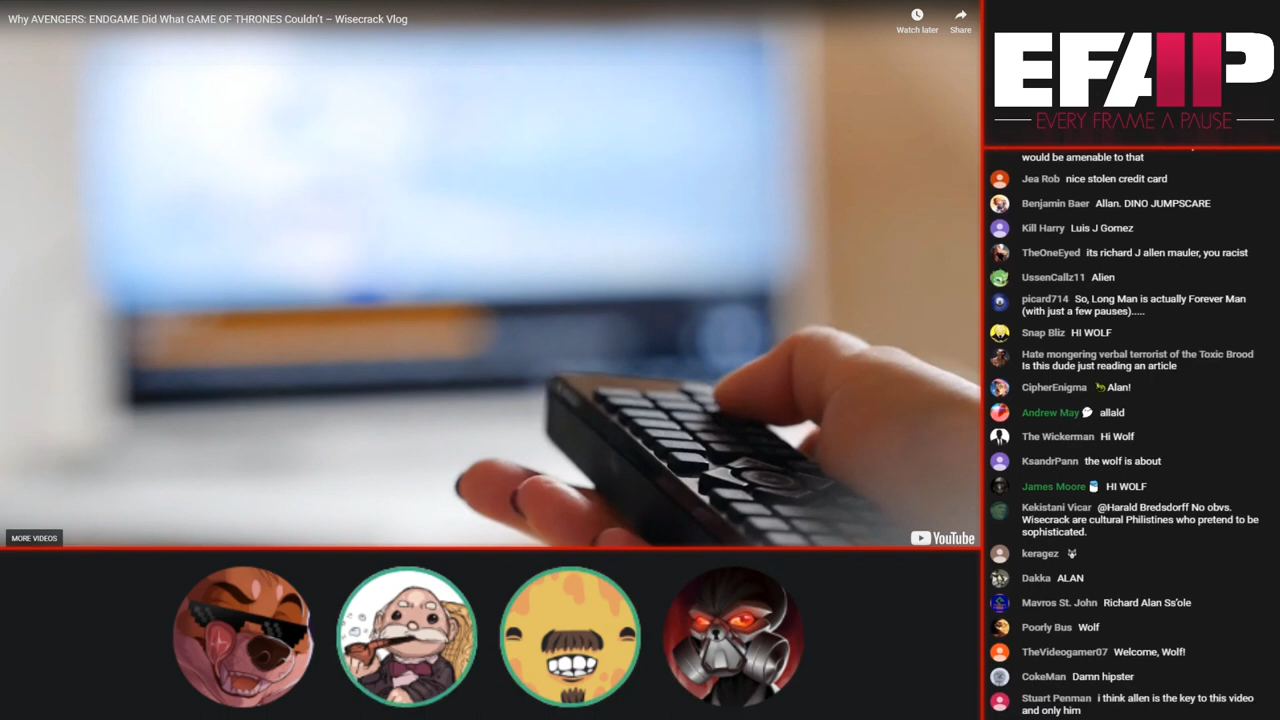 Why AVENGERS: ENDGAME Did What GAME OF THRONES Couldn't – Wisecrack Vlog
Watch later
Share
MORE VIDEOS
YouTube
EFAP
EVERY FRAME A PAUSE
would be amenable to that
Jea Rob nice stolen credit card
Benjamin Baer Allan. DINO JUMPSCARE
Kill Harry Luis J Gomez
TheOneEyed its richard J allen mauler, you racist
UssenCallz11 Alien
picard714 So, Long Man is actually Forever Man
(with just a few pauses).....
Snap Bliz HI WOLF
Hate mongering verbal terrorist of the Toxic Brood
Is this dude just reading an article
CipherEnigma Alan!
Andrew May allald
The Wickerman Hi Wolf
KsandrPann the wolf is about
James Moore HI WOLF
Kekistani Vicar @Harald Bredsdorff No obvs.
Wisecrack are cultural Philistines who pretend to be
sophisticated.
keragez
Dakka ALAN
Mavros St. John Richard Alan Ss'ole
Poorly Bus Wolf
TheVideogamer07 Welcome, Wolf!
CokeMan Damn hipster
Stuart Penman i think allen is the key to this video
and only him